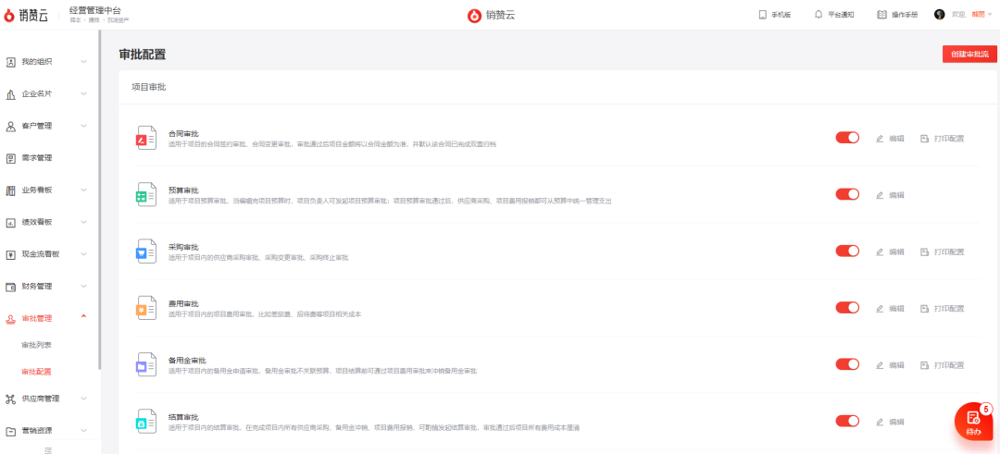 销赞云
经营管理中台
降本 · 提效 · 沉淀资产
销赞云
手机版
平台通知
操作手册
欢迎,
我的组织
企业名片
客户管理
需求管理
业务看板
绩效看板
现金流看板
财务管理
审批管理
审批列表
审批配置
供应商管理
营销资源
审批配置
创建审批流
项目审批
合同审批
适用于项目的合同签约审批、合同变更审批，审批通过后项目金额将以合同金额为准，并默认该合同已完成双盖归档
编辑
打印配置
预算审批
适用于项目预算审批，当编辑完项目预算时，项目负责人可发起项目预算审批；项目预算审批通过后，供应商采购、项目费用报销都可从预算中统一管理支出
编辑
采购审批
适用于项目内的供应商采购审批、采购变更审批、采购终止审批
编辑
打印配置
费用审批
适用于项目内的项目费用审批，比如差旅费、招待费等项目相关成本
编辑
打印配置
备用金审批
适用于项目内的备用金申请审批，备用金审批不关联预算，项目结算前可通过项目费用审批来冲销备用金审批
编辑
打印配置
结算审批
适用于项目内的结算审批，在完成项目内所有供应商采购、备用金冲销、项目费用报销，可酌情发起结算审批，审批通过后项目所有费用成本厘清
编辑
5
待办